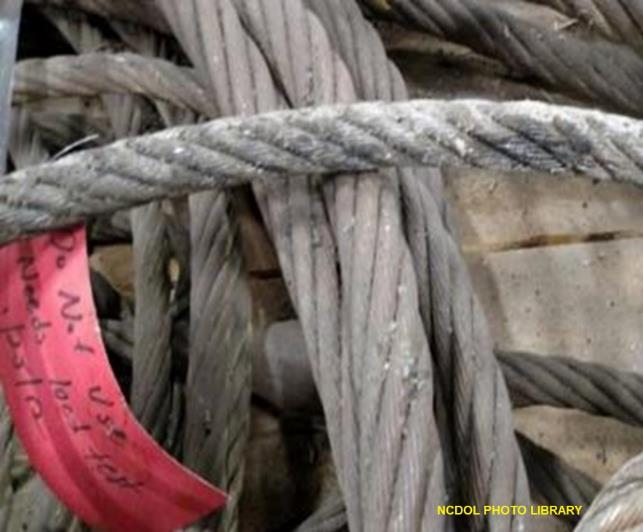 Do Not Use
Needs load test
NCDOL PHOTO LIBRARY